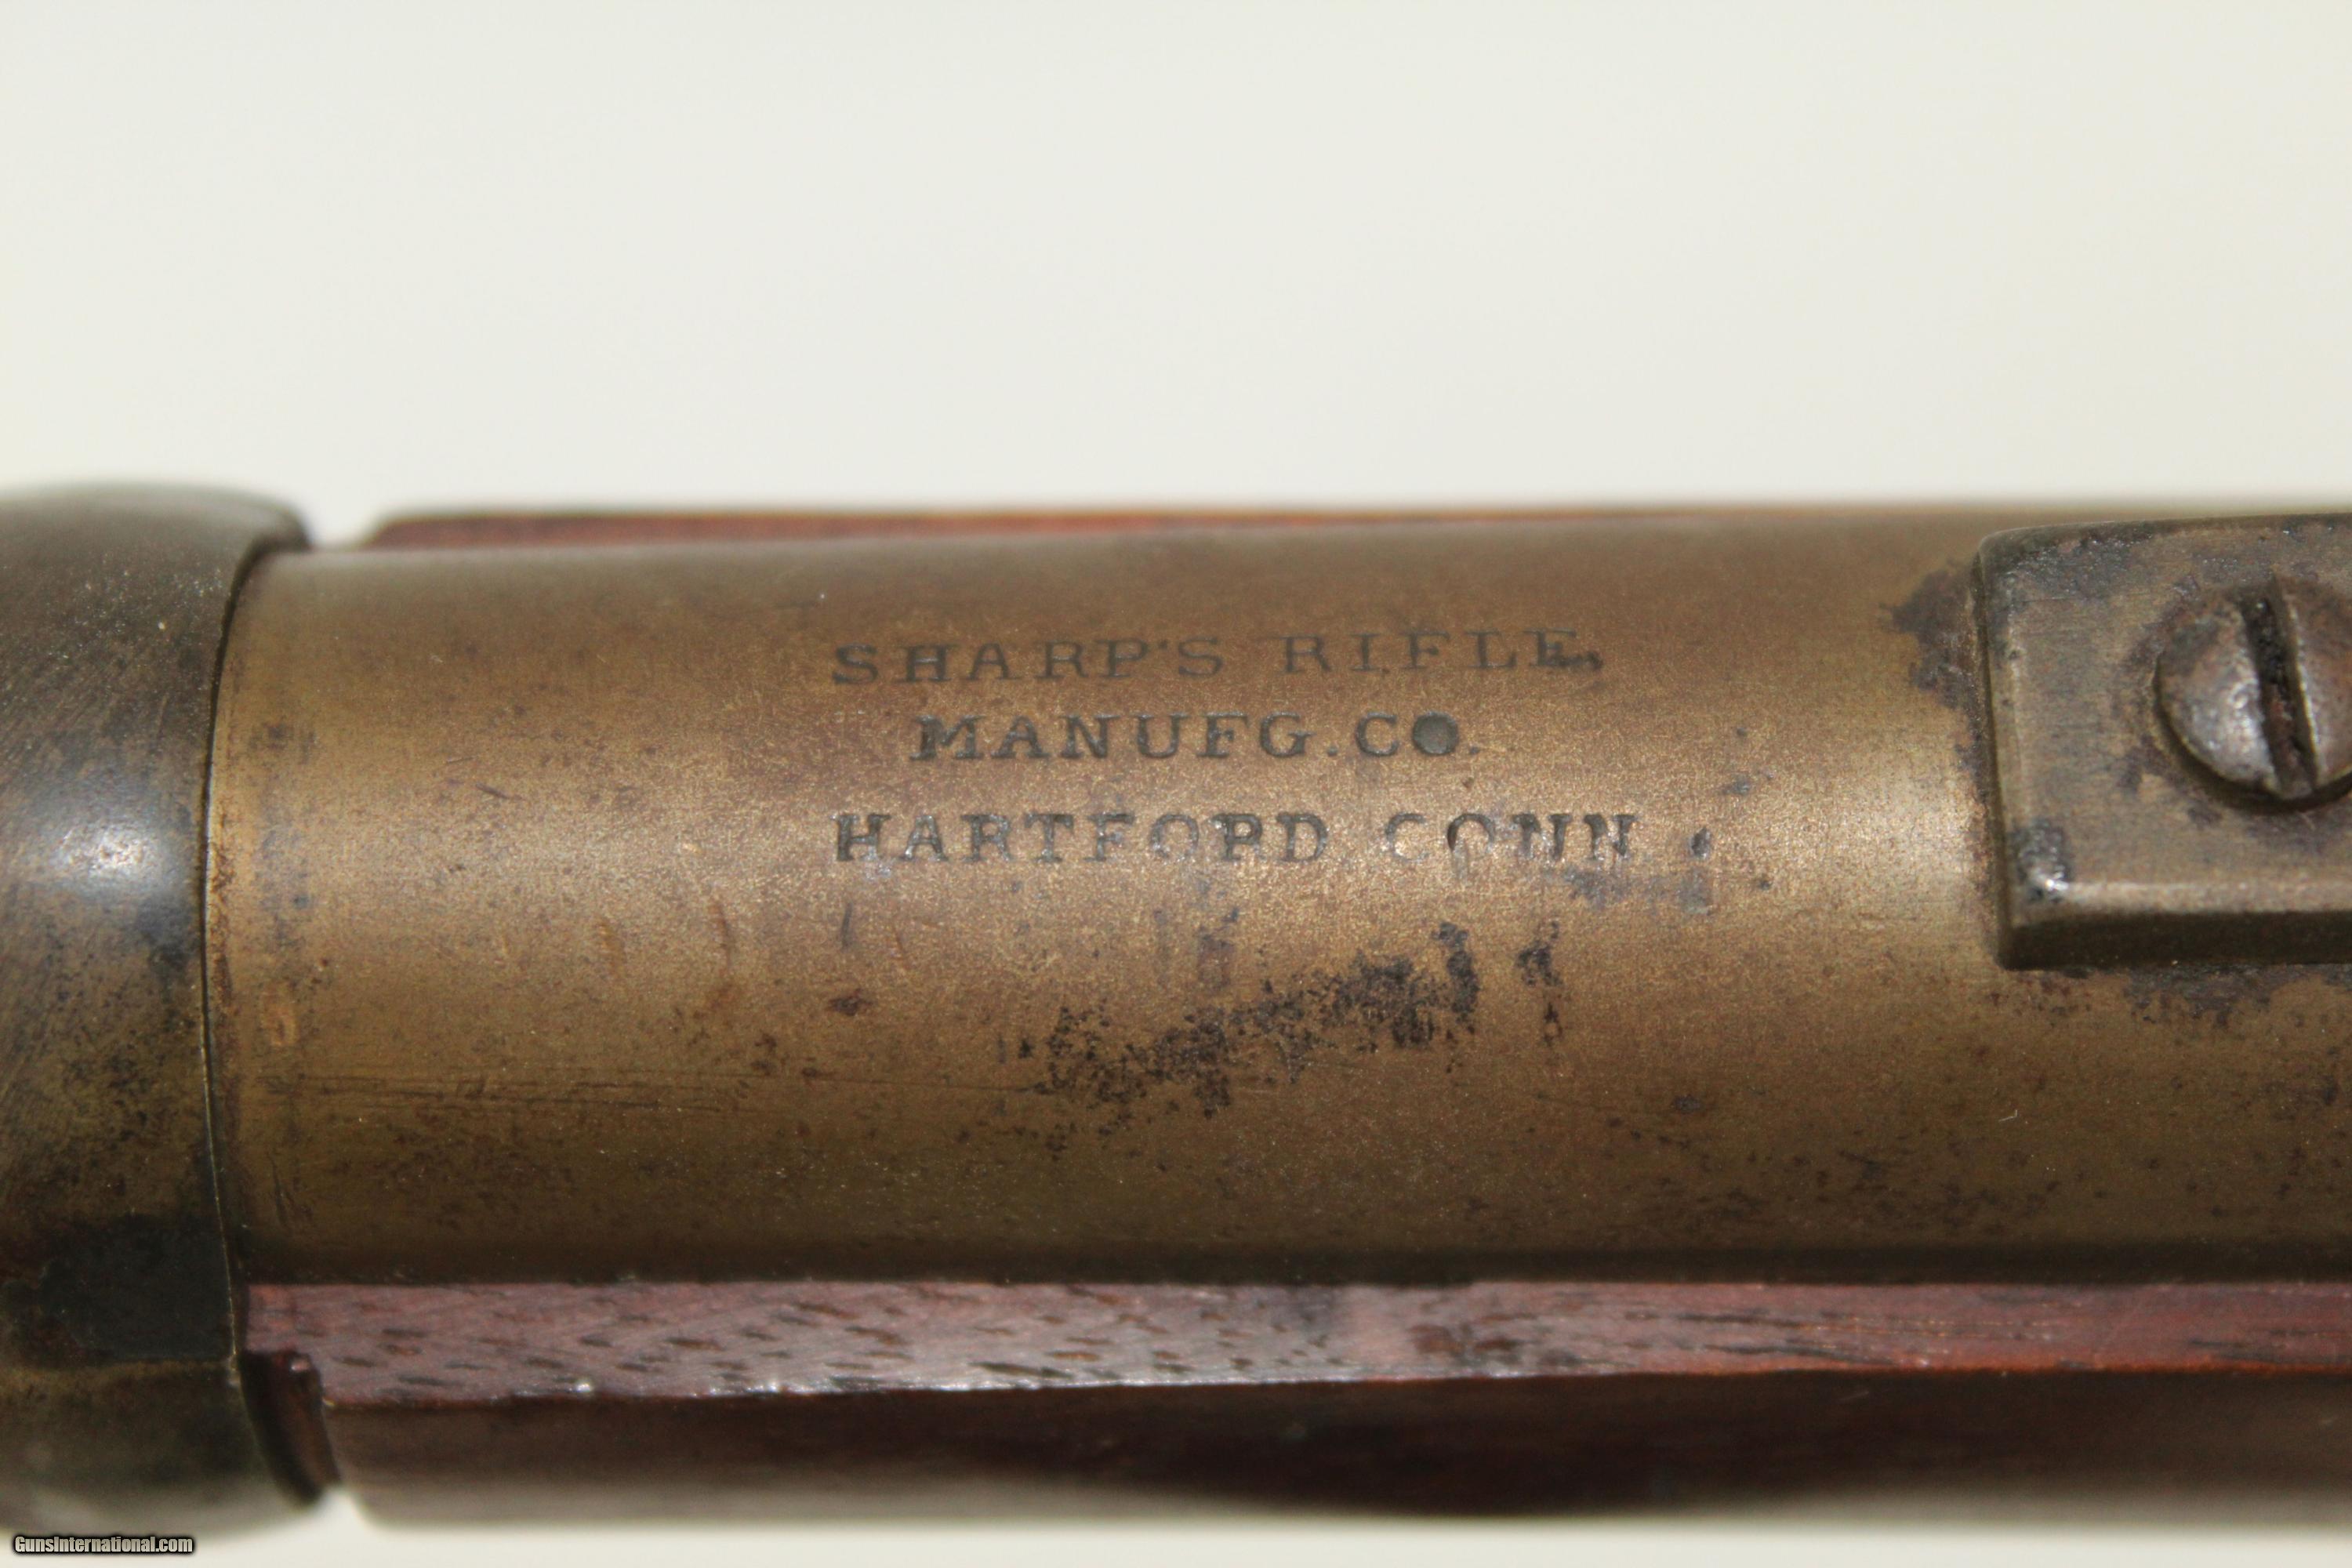 SHARP'S RIFLE,
MANUFG. CO.
HARTFORD CONN.
GunsInternational.com